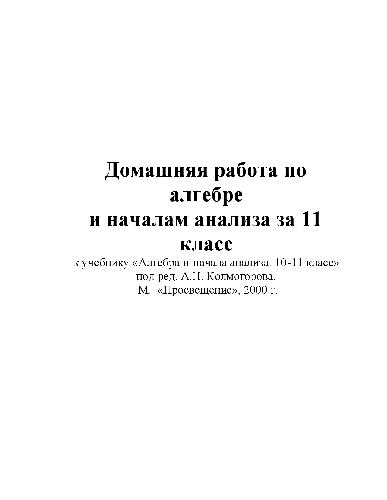 Домашняя работа по
алгебре
и началам анализа за 11
класс
к учебнику «Алгебра и начала анализа. 10-11 класс»
под ред. А.Н. Колмогорова.
М.: «Просвещение», 2000 г.